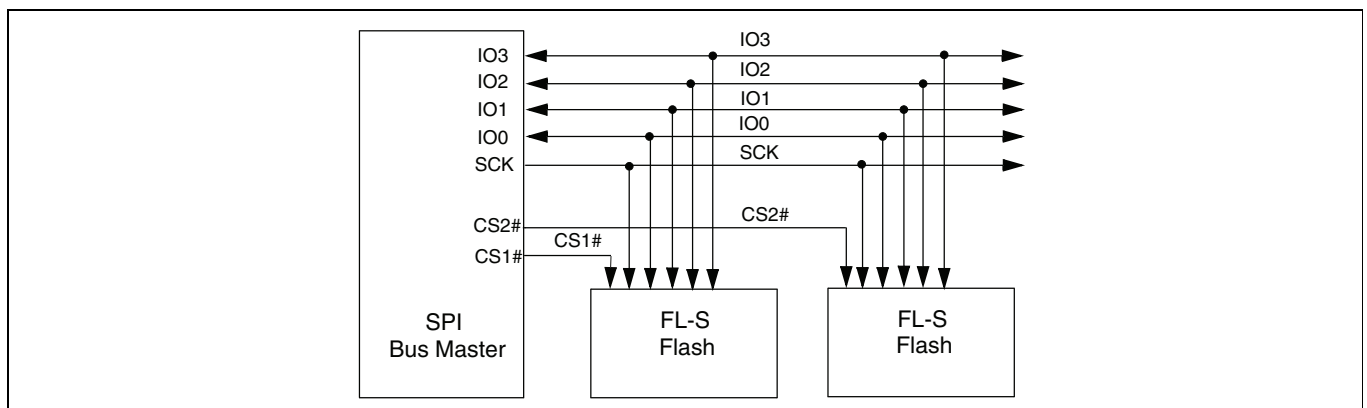 IO3
IO3
IO2
IO2
IO1
IO1
IO0
IO0
SCK
SCK
CS2#
CS2#
CS1#
CS1#
SPI
Bus Master
FL-S
Flash
FL-S
Flash